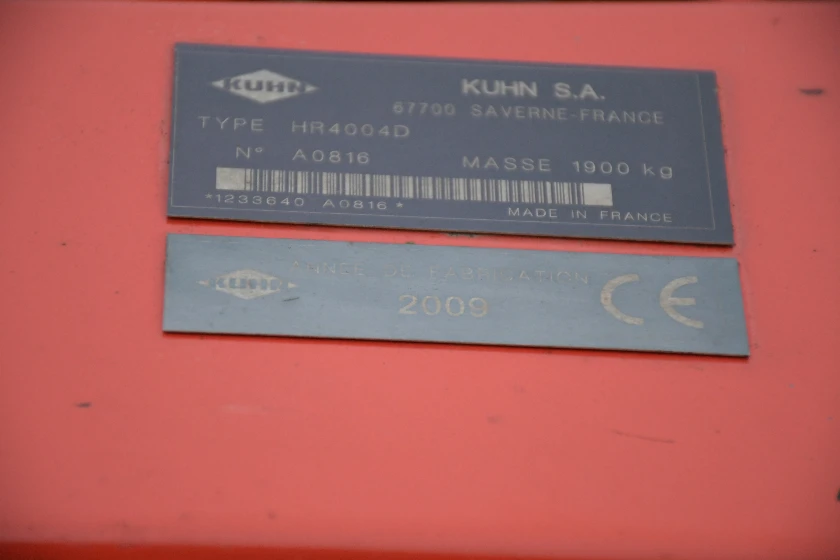 KUHN
KUHN S.A.
67700 SAVERNE-FRANCE
TYPE HR4004D
N° A0816 MASSE 1900 kg
*1233640 A0816*
MADE IN FRANCE
KUHN
ANNEE DE FABRICATION
2009
CE